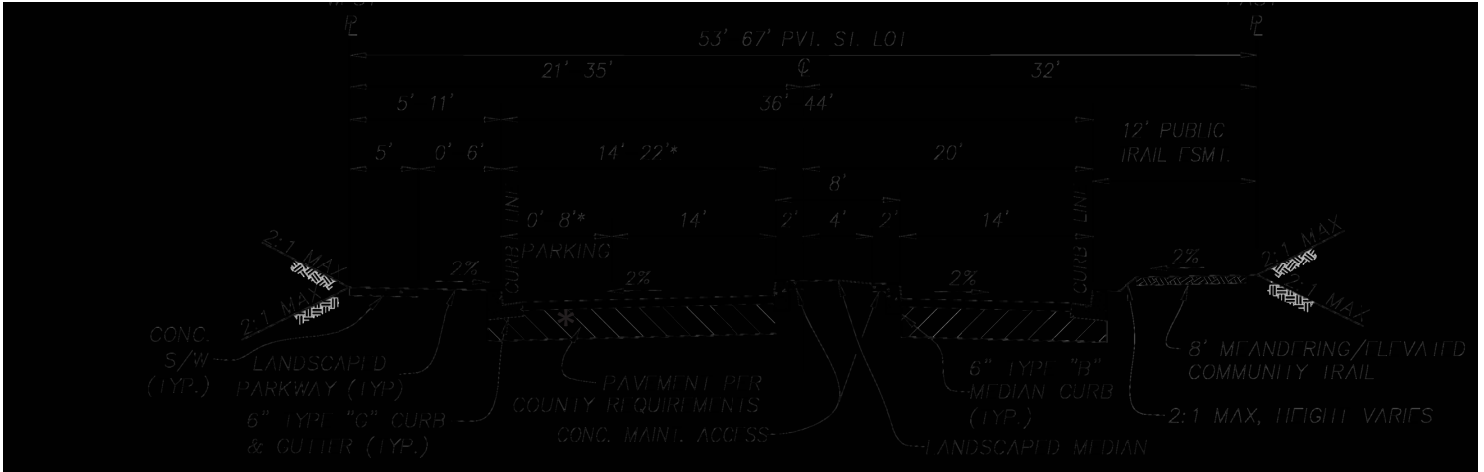 ℄
℄
53' 67' PVT. ST. LOT
21' 35'
℄
32'
5' 11'
36' 44'
12' PUBLIC
TRAIL ESMT.
5'
0' 6'
14' 22'*
20'
8'
CURB LINE
0' 8'*
14'
2'
4'
2'
14'
CURB LINE
PARKING
2:1 MAX
2:1 MAX
2%
2%
2%
2%
2:1 MAX
2:1 MAX
*
CONC.
S/W
(TYP.)
LANDSCAPED
PARKWAY (TYP)
6" TYPE "C" CURB
& GUTTER (TYP.)
PAVEMENT PER
COUNTY REQUIREMENTS
CONC. MAINT. ACCESS
6" TYPE "B"
MEDIAN CURB
(TYP.)
LANDSCAPED MEDIAN
8' MEANDERING/ELEVATED
COMMUNITY TRAIL
2:1 MAX, HEIGHT VARIES